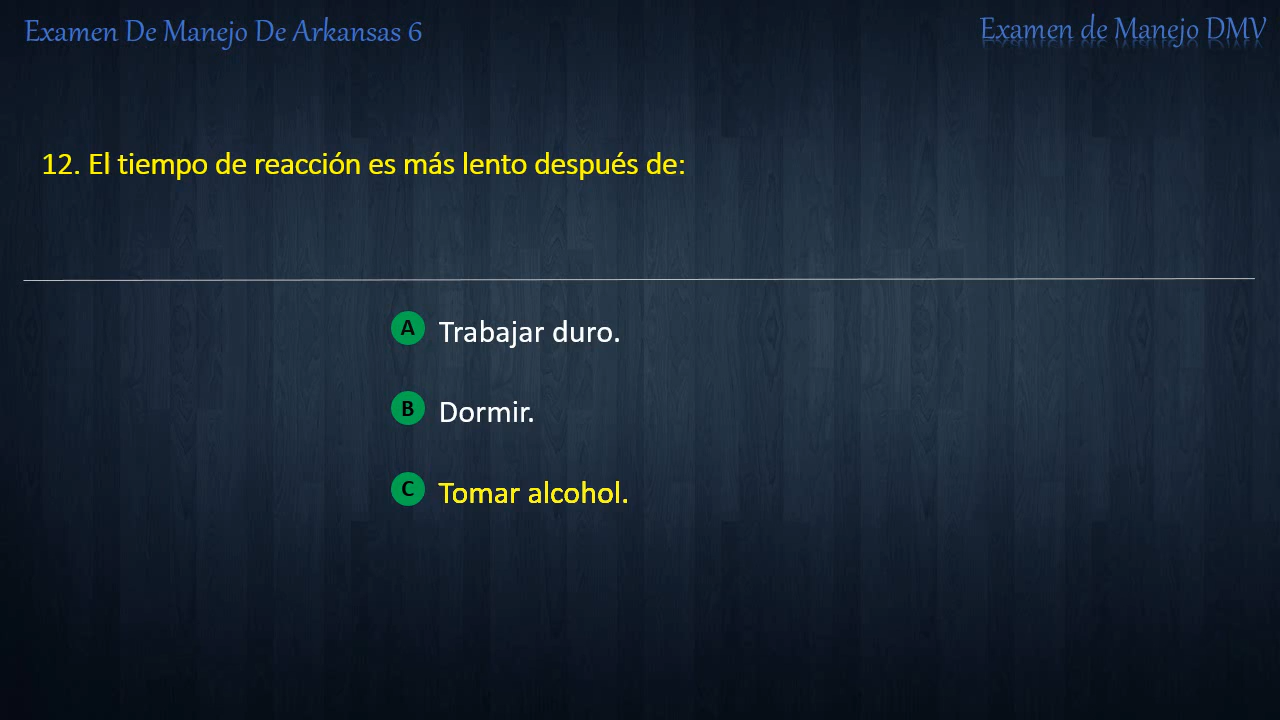 Examen De Manejo De Arkansas 6
Examen de Manejo DMV
12. El tiempo de reacción es más lento después de:
A Trabajar duro.
B Dormir.
C Tomar alcohol.